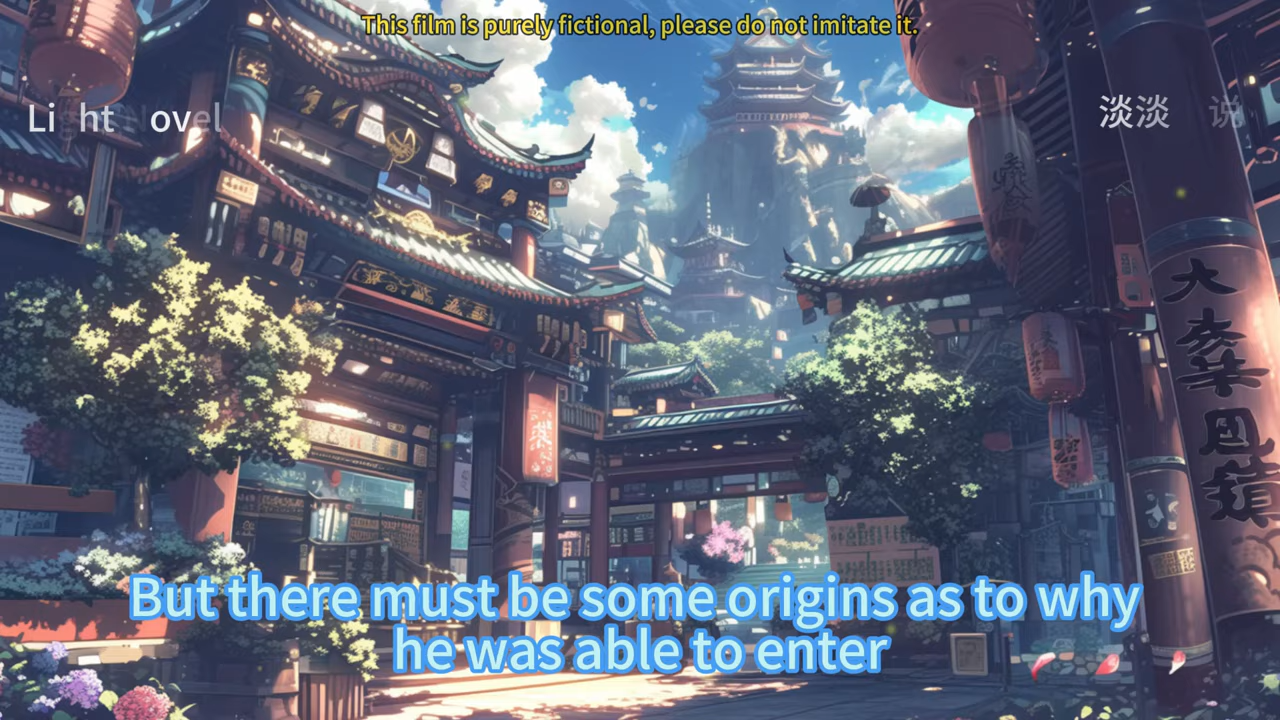 This film is purely fictional, please do not imitate it.
Li ht ovel
淡淡 说
But there must be some origins as to why
he was able to enter